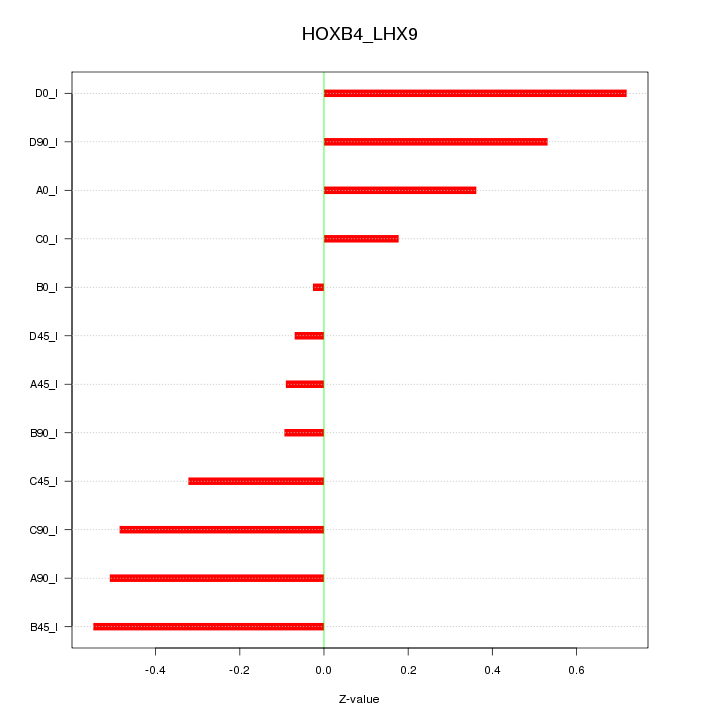 HOXB4_LHX9
D0_I
D90_I
A0_I
C0_I
B0_I
D45_I
A45_I
B90_I
C45_I
C90_I
A90_I
B45_I
-0.4 -0.2 0.0 0.2 0.4 0.6
Z-value